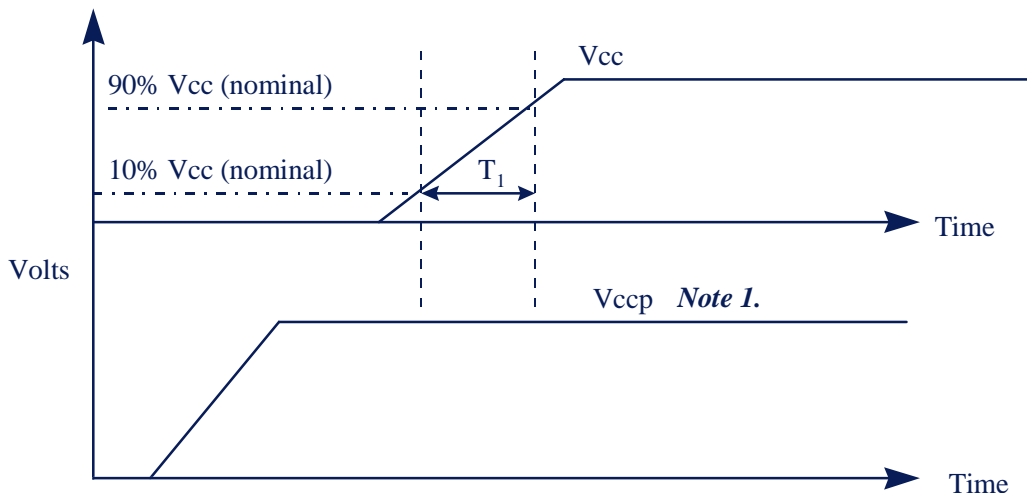 Vcc
90% Vcc (nominal)
10% Vcc (nominal)
T1
Time
Volts
Vccp Note 1.
Time